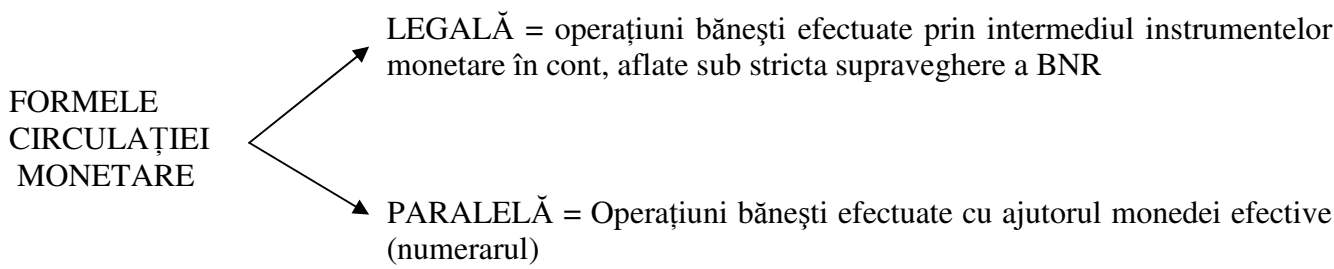 LEGALĂ = operaţiuni băneşti efectuate prin intermediul instrumentelor
monetare în cont, aflate sub stricta supraveghere a BNR
FORMELE
CIRCULAŢIEI
MONETARE
PARALELĂ = Operaţiuni băneşti efectuate cu ajutorul monedei efective
(numerarul)